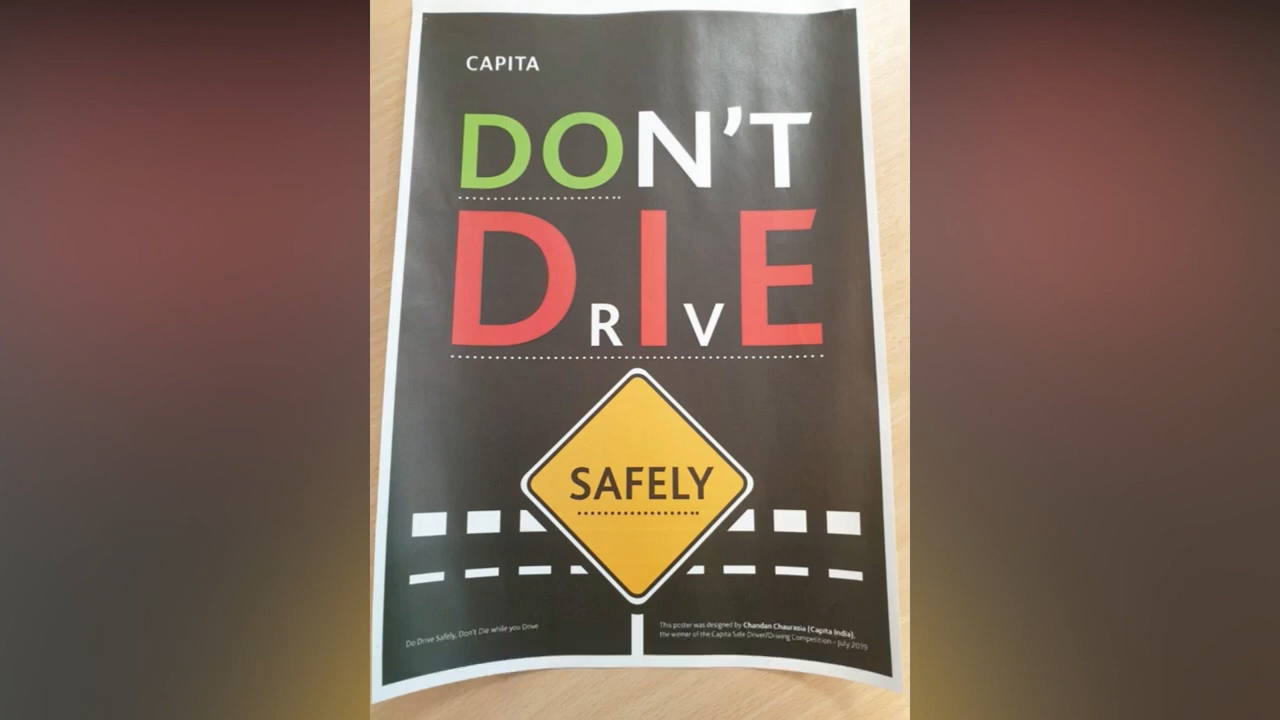 CAPITA
DON'T
DRIVE
SAFELY
Do Drive Safely, Don't Die while you Drive
This poster was designed by Chandan Chaurasia (Capita India),
the winner of the Capita Safe Driver/Driving Competition - July 2019